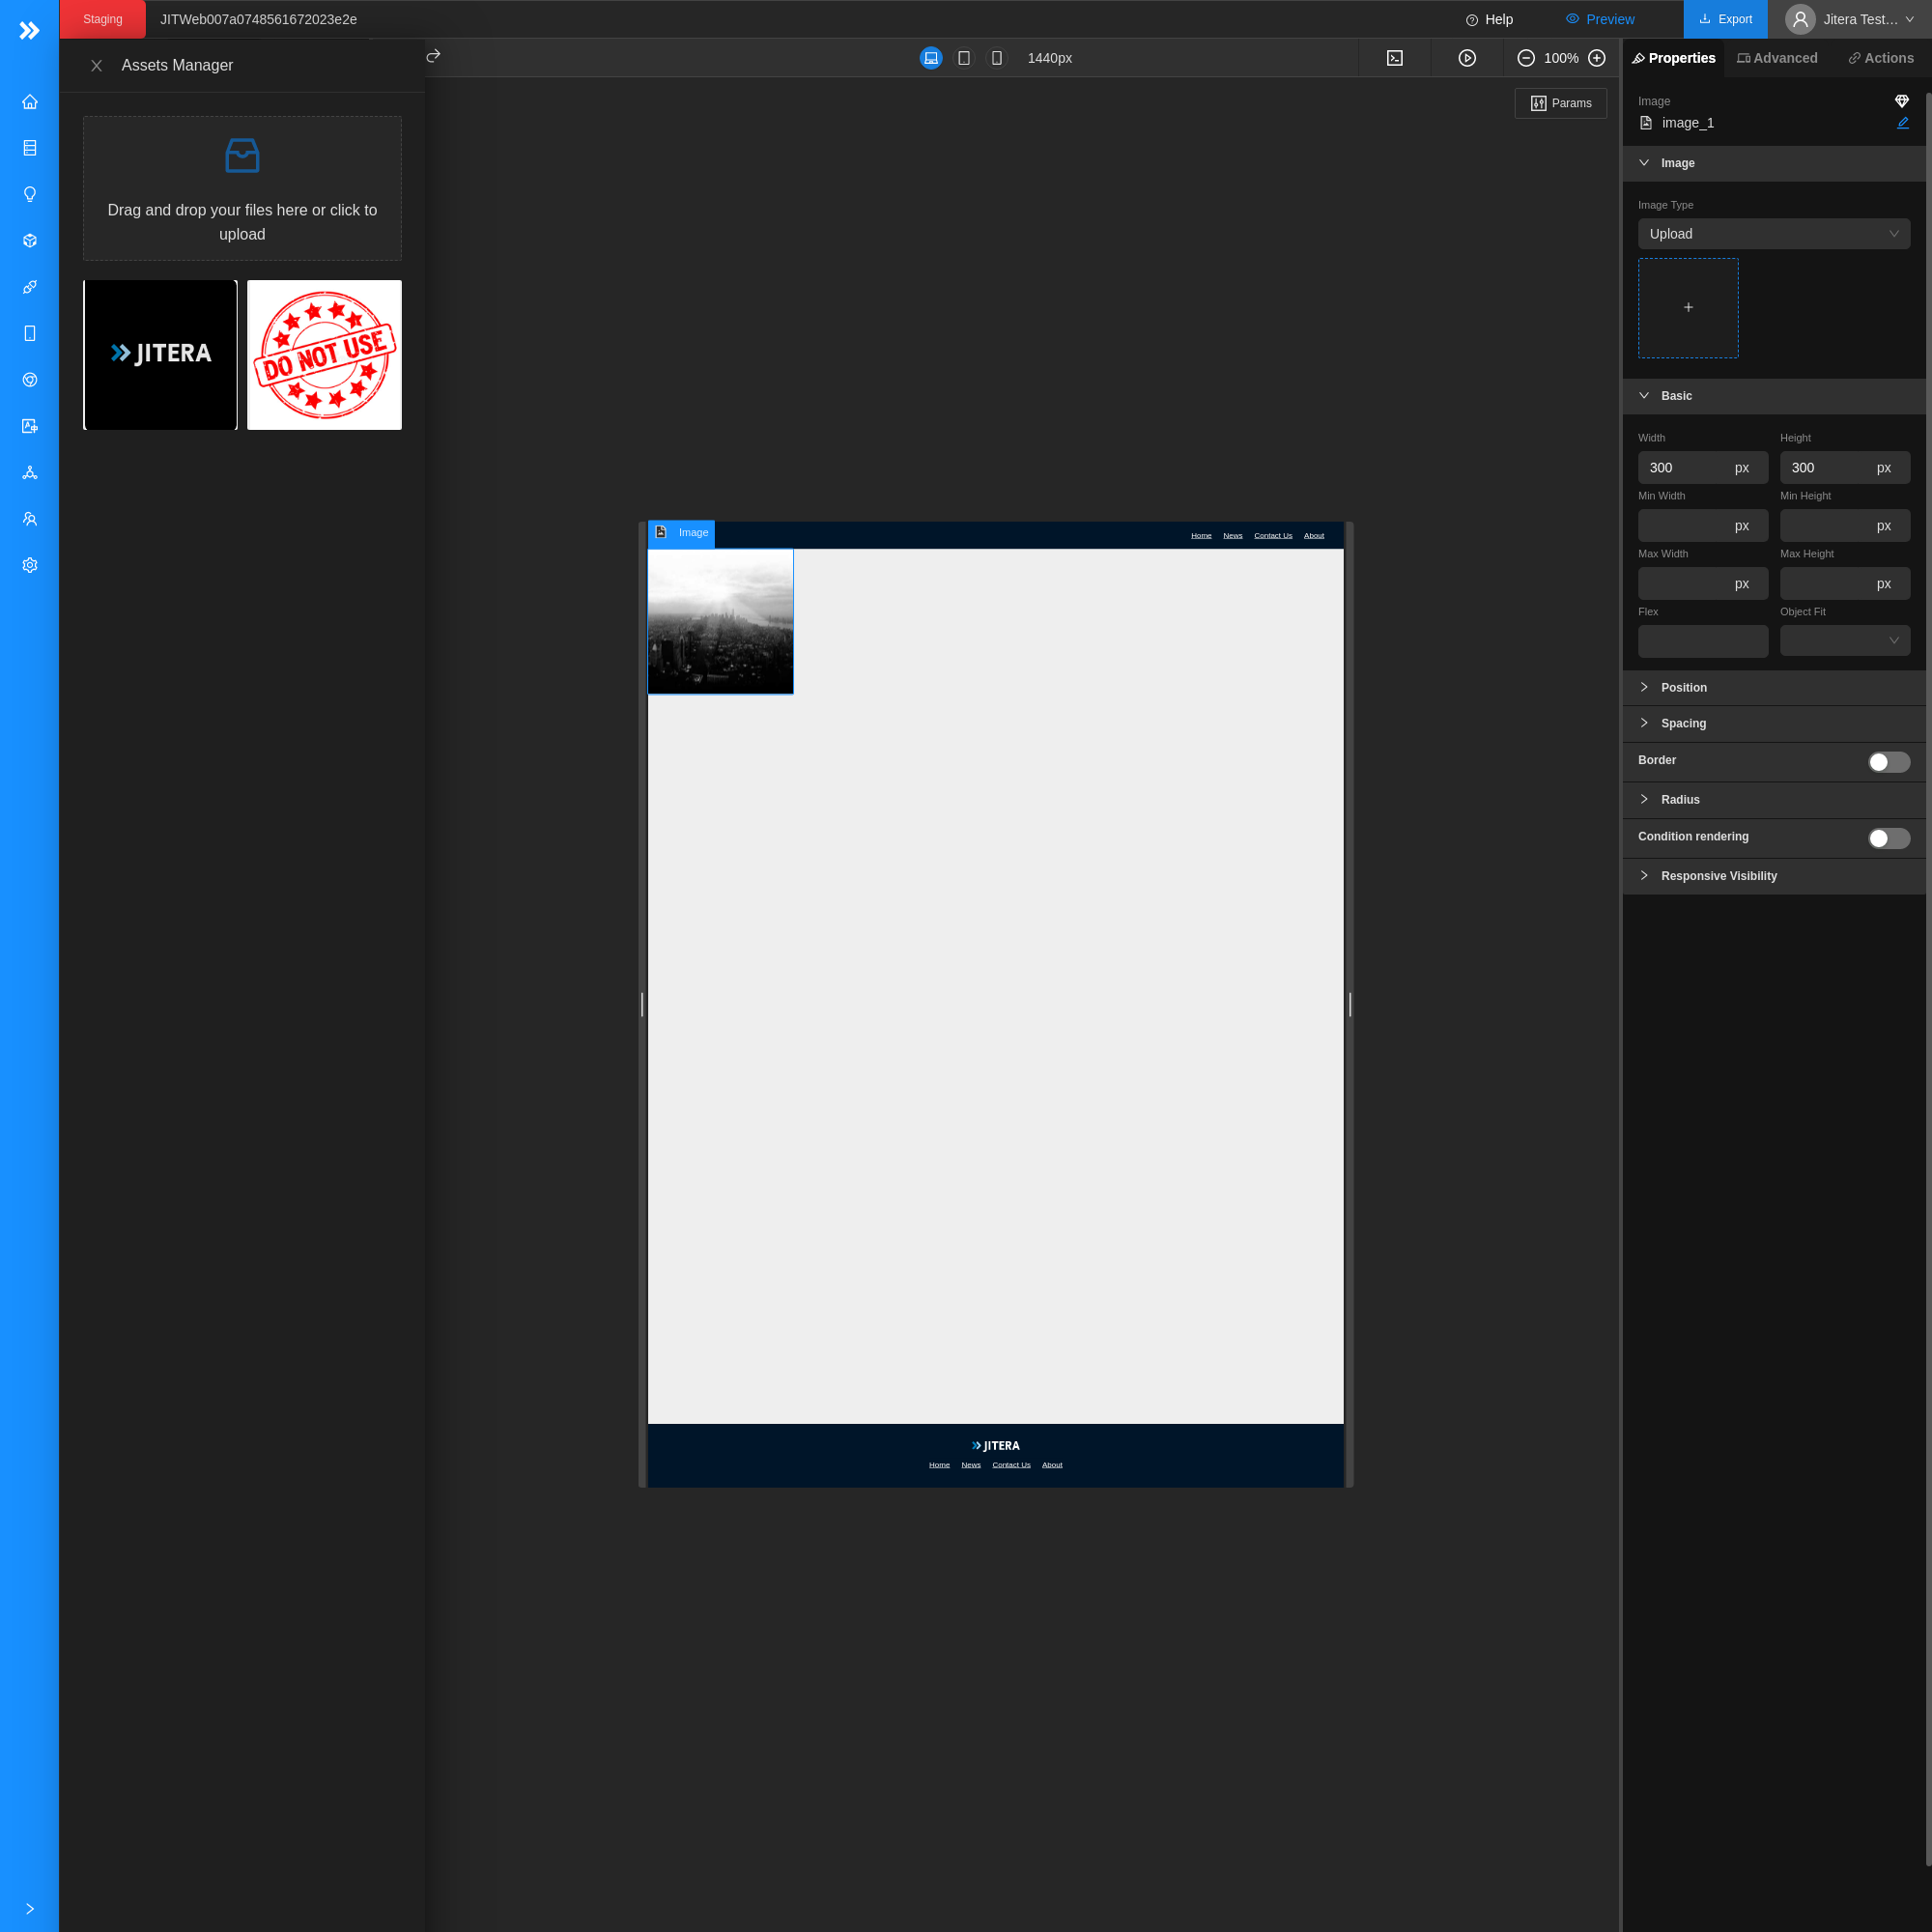 Staging
JITWeb007a0748561672023e2e
Help
Preview
Export
Jitera Test...
Assets Manager
1440px
100%
Properties
Advanced
Actions
Params
Drag and drop your files here or click to
upload
JITERA
DO NOT USE
Image
image_1
Image
Image Type
Upload
+
Basic
Width
Height
300 px
300 px
Min Width
Min Height
px
px
Max Width
Max Height
px
px
Flex
Object Fit
Position
Spacing
Border
Radius
Condition rendering
Responsive Visibility
Image
Home News Contact Us About
JITERA
Home News Contact Us About